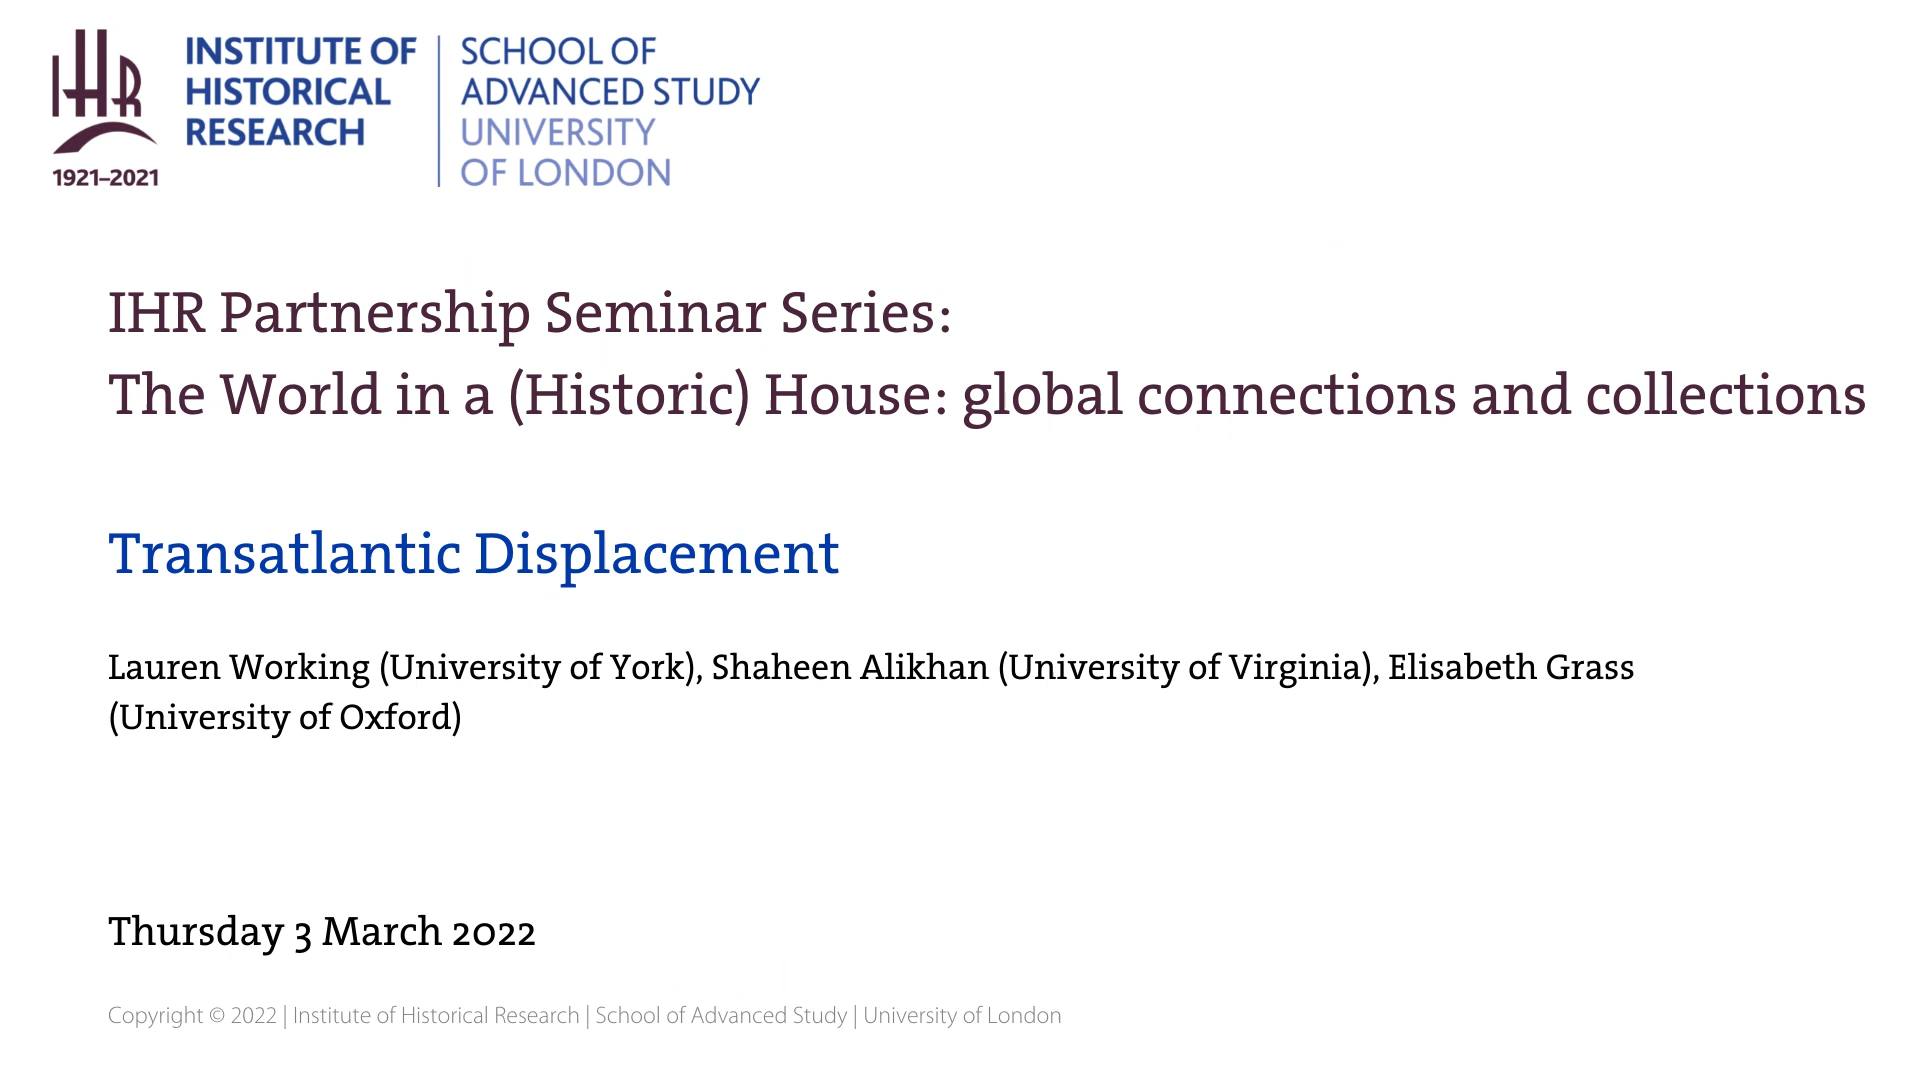 IHR
1921–2021
INSTITUTE OF
HISTORICAL
RESEARCH
SCHOOL OF
ADVANCED STUDY
UNIVERSITY
OF LONDON
IHR Partnership Seminar Series:
The World in a (Historic) House: global connections and collections
Transatlantic Displacement
Lauren Working (University of York), Shaheen Alikhan (University of Virginia), Elisabeth Grass
(University of Oxford)
Thursday 3 March 2022
Copyright © 2022 | Institute of Historical Research | School of Advanced Study | University of London